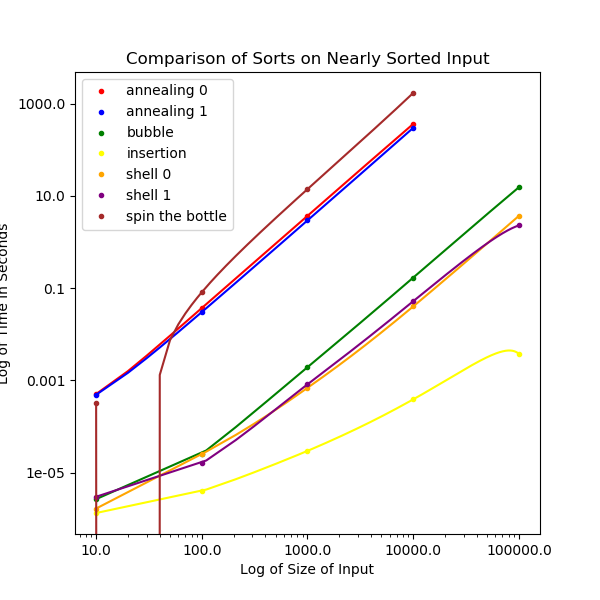 Comparison of Sorts on Nearly Sorted Input
annealing 0
annealing 1
bubble
insertion
shell 0
shell 1
spin the bottle
1000.0
10.0
0.1
0.001
1e-05
Log of Time in Seconds
10.0 100.0 1000.0 10000.0 100000.0
Log of Size of Input